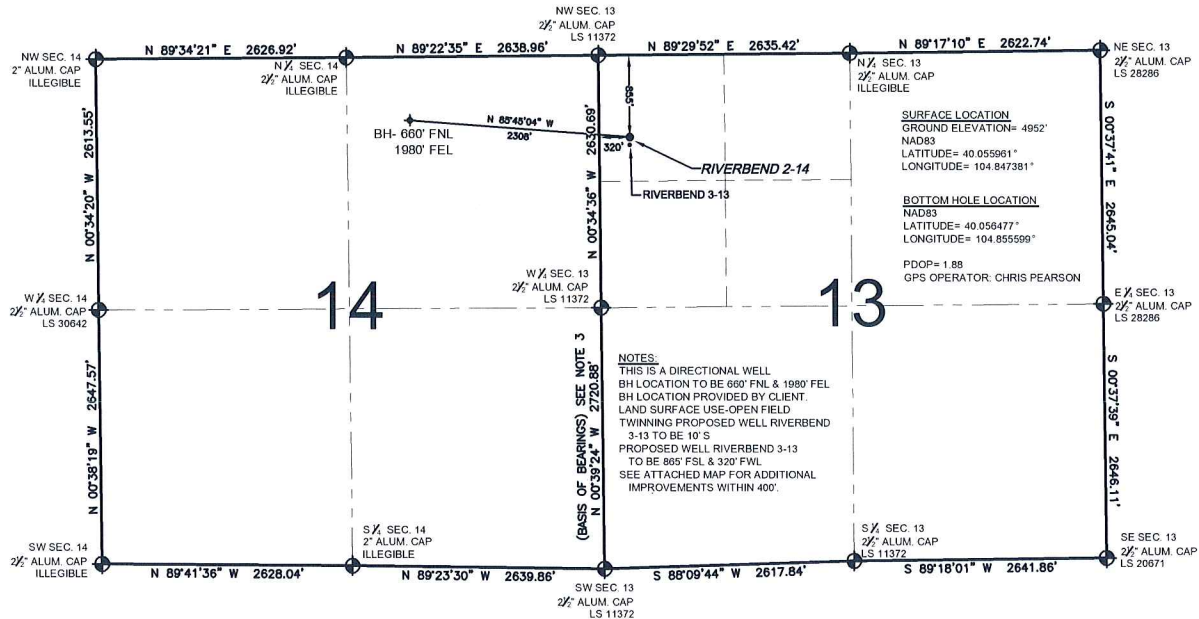 NW SEC. 13
2½" ALUM. CAP
LS 11372
NW SEC. 14
2" ALUM. CAP
ILLEGIBLE
N 89°34'21" E 2626.92'
N ¼ SEC. 14
2½" ALUM. CAP
ILLEGIBLE
N 89°22'35" E 2638.96'
N 89°29'52" E 2635.42'
N ¼ SEC. 13
2½" ALUM. CAP
ILLEGIBLE
N 89°17'10" E 2622.74'
NE SEC. 13
2½" ALUM. CAP
LS 28286
N 00°34'20" W 2613.55'
BH- 660' FNL
1980' FEL
N 85°45'04" W
2308'
N 00°34'36" W 2630.69'
855'
320'
RIVERBEND 2-14
RIVERBEND 3-13
SURFACE LOCATION
GROUND ELEVATION= 4952'
NAD83
LATITUDE= 40.055961°
LONGITUDE= 104.847381°
BOTTOM HOLE LOCATION
NAD83
LATITUDE= 40.056477°
LONGITUDE= 104.855599°
PDOP= 1.88
GPS OPERATOR: CHRIS PEARSON
S 00°37'41" E 2645.04'
W ¼ SEC. 14
2½" ALUM. CAP
LS 30642
14
W ¼ SEC. 13
2½" ALUM. CAP
LS 11372
13
E ¼ SEC. 13
2½" ALUM. CAP
LS 28286
N 00°38'19" W 2647.57'
(BASIS OF BEARINGS) SEE NOTE 3
N 00°39'24" W 2720.88'
NOTES:
THIS IS A DIRECTIONAL WELL
BH LOCATION TO BE 660' FNL & 1980' FEL
BH LOCATION PROVIDED BY CLIENT.
LAND SURFACE USE-OPEN FIELD
TWINNING PROPOSED WELL RIVERBEND
3-13 TO BE 10' S
PROPOSED WELL RIVERBEND 3-13
TO BE 865' FSL & 320' FWL
SEE ATTACHED MAP FOR ADDITIONAL
IMPROVEMENTS WITHIN 400'.
S 00°37'39" E 2646.11'
SW SEC. 14
2½" ALUM. CAP
ILLEGIBLE
N 89°41'36" W 2628.04'
S ¼ SEC. 14
2" ALUM. CAP
ILLEGIBLE
N 89°23'30" W 2639.86'
SW SEC. 13
2½" ALUM. CAP
LS 11372
S 88°09'44" W 2617.84'
S ¼ SEC. 13
2½" ALUM. CAP
LS 11372
S 89°18'01" W 2641.86'
SE SEC. 13
2½" ALUM. CAP
LS 20671